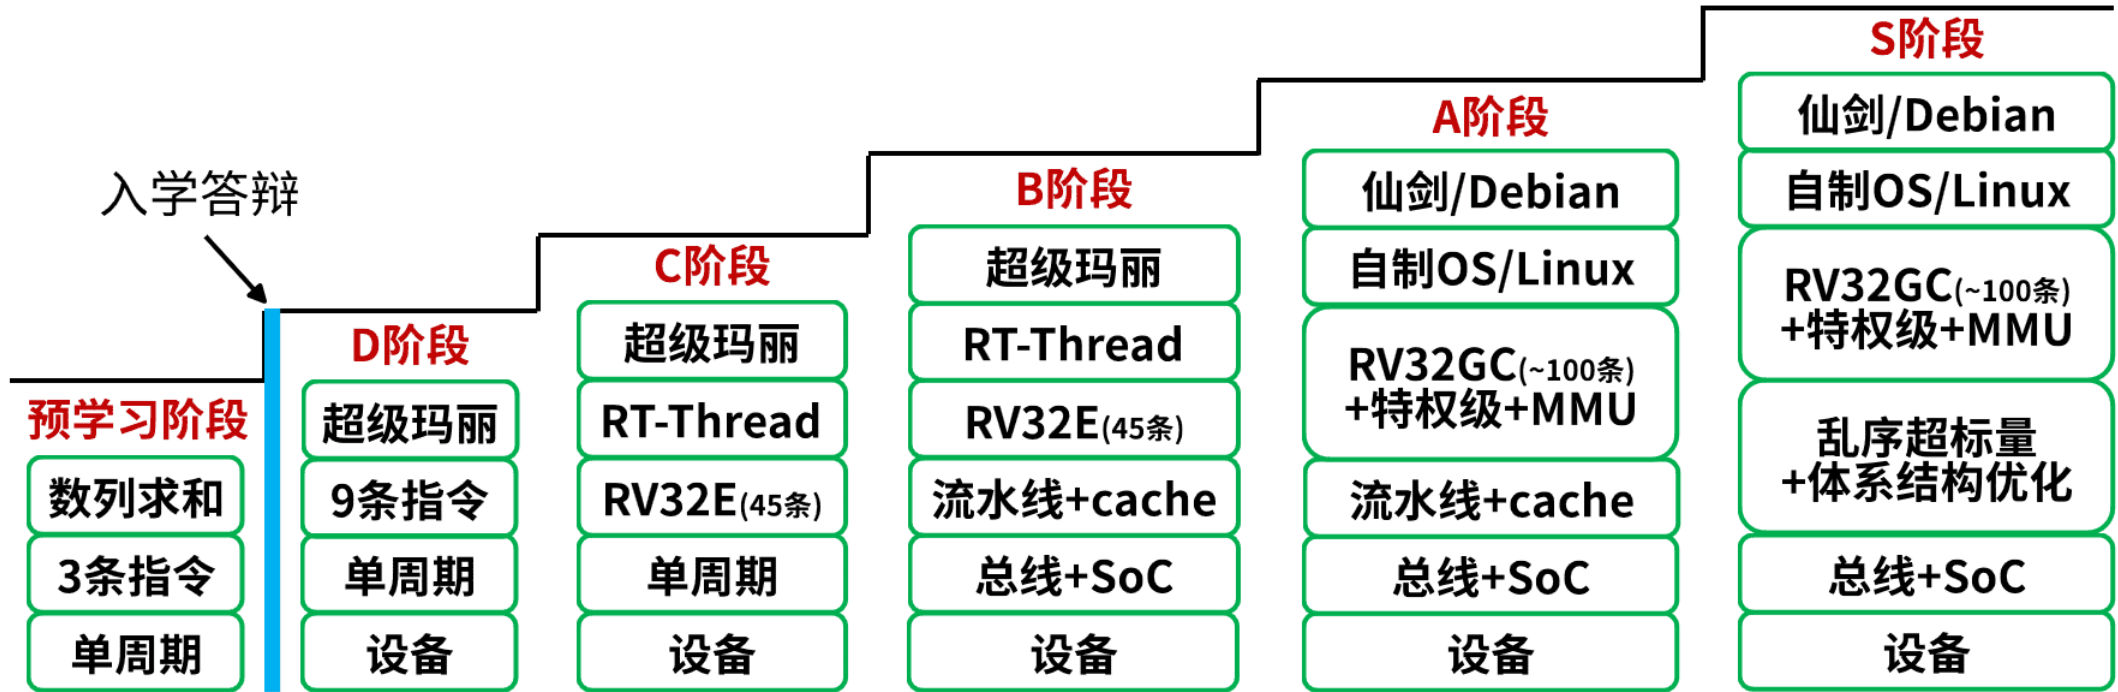 入学答辩
预学习阶段
数列求和
3条指令
单周期
D阶段
超级玛丽
9条指令
单周期
设备
C阶段
超级玛丽
RT-Thread
RV32E(45条)
单周期
设备
B阶段
超级玛丽
RT-Thread
RV32E(45条)
流水线+cache
总线+SoC
设备
A阶段
仙剑/Debian
自制OS/Linux
RV32GC(~100条)
+特权级+MMU
流水线+cache
总线+SoC
设备
S阶段
仙剑/Debian
自制OS/Linux
RV32GC(~100条)
+特权级+MMU
乱序超标量
+体系结构优化
总线+SoC
设备